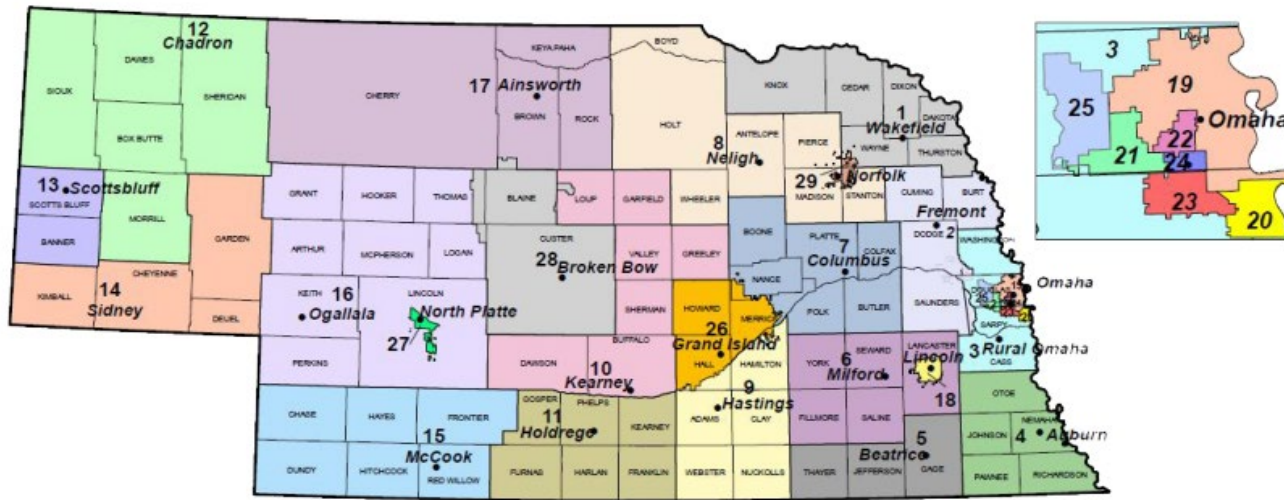 12
Chadron
SIOUX
DAWES
SHERIDAN
BOX BUTTE
13
Scottsbluff
SCOTTS BLUFF
BANNER
MORRILL
GARDEN
KIMBALL
CHEYENNE
14
Sidney
DEUEL
CHERRY
17
Ainsworth
KEYA PAHA
BROWN
ROCK
BOYD
HOLT
GRANT
HOOKER
THOMAS
ARTHUR
MCPHERSON
LOGAN
KEITH
16
Ogallala
LINCOLN
North Platte
27
PERKINS
BLAINE
LOUP
GARFIELD
WHEELER
CUSTER
28
Broken Bow
VALLEY
GREELEY
SHERMAN
HOWARD
MERRICK
26
Grand Island
HALL
DAWSON
BUFFALO
10
Kearney
CHASE
HAYES
FRONTIER
15
McCook
DUNDY
HITCHCOCK
RED WILLOW
GOSPER
PHELPS
11
Holdrege
KEARNEY
FURNAS
HARLAN
FRANKLIN
HAMILTON
9
Hastings
ADAMS
CLAY
WEBSTER
NUCKOLLS
KNOX
CEDAR
DIXON
DAKOTA
1
Wakefield
WAYNE
THURSTON
ANTELOPE
8
Neligh
PIERCE
29
Norfolk
MADISON
STANTON
CUMING
BURT
Fremont
2
DODGE
WASHINGTON
BOONE
NANCE
PLATTE
7
COLFAX
Columbus
POLK
BUTLER
SAUNDERS
Omaha
SARPY
3
Rural Omaha
CASS
YORK
SEWARD
6
Milford
LANCASTER
Lincoln
18
FILLMORE
SALINE
OTOE
NEMAHA
JOHNSON
4
Auburn
PAWNEE
RICHARDSON
5
Beatrice
THAYER
JEFFERSON
GAGE
3
19
25
Omaha
22
21
24
23
20